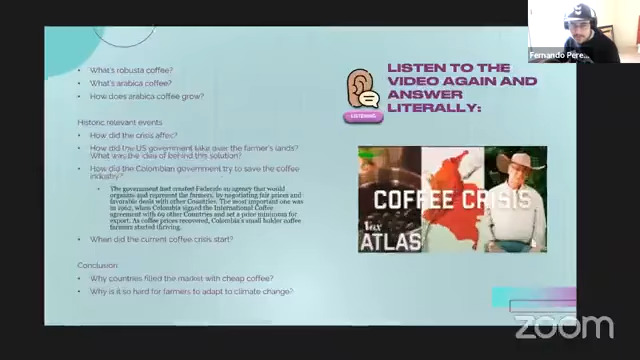 What's robusta coffee?
What's arabica coffee?
How does arabica coffee grow?
Historic relevant events
How did the crisis affec?
How did the US government take over the farmer's lands?
What was the idea of behind this solution?
How did the Colombian government try to save the coffee
industry?
The government had created Federale an agency that would
organize and represent the farmers, by negotiating fair prices and
favorable deals with other Countries. The most important one was
in 1962, when Colombia signed the International Coffee
agreement with 69 other Countries and set a price minimum for
export. As coffee prices recovered, Colombia's small holder
farmers started thriving.
When did the current coffee crisis start?
Conclusion
Why countries filled the market with cheap coffee?
Why is it so hard for farmers to adapt to climate change?
LISTEN TO THE
VIDEO AGAIN AND
ANSWER
LITERALLY:
LISTENING
COFFEE CRISIS
Vox
ATLAS
Fernando Pere...
zoom